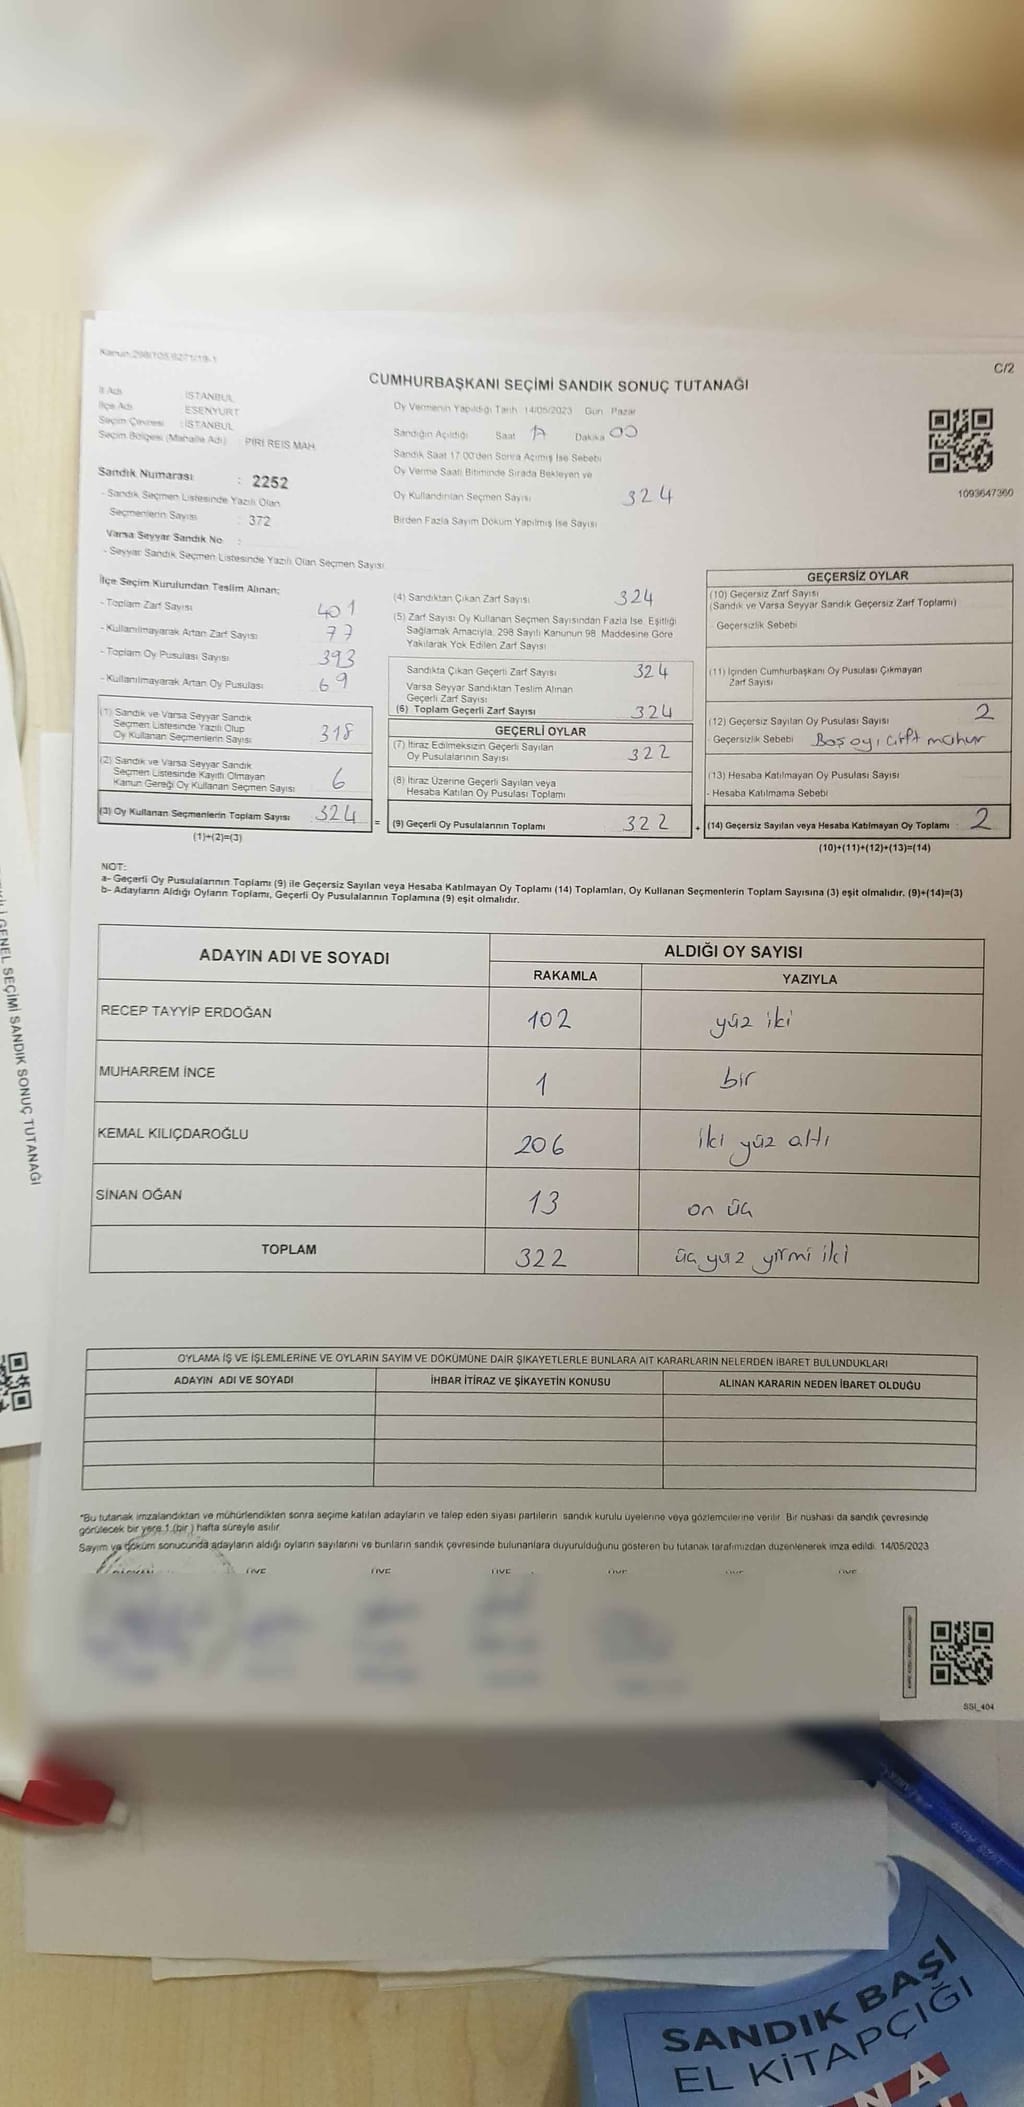 Kanun:298/105,6271/19-1
C/2
CUMHURBAŞKANI SEÇİMİ SANDIK SONUÇ TUTANAĞI
İl Adı : İSTANBUL
İlçe Adı : ESENYURT
Seçim Çevresi : İSTANBUL
Seçim Bölgesi (Mahalle Adı) : PİRİ REİS MAH.
Sandık Numarası : 2252
- Sandık Seçmen Listesinde Yazılı Olan
Seçmenlerin Sayısı : 372
Varsa Seyyar Sandık No :
- Seyyar Sandık Seçmen Listesinde Yazılı Olan Seçmen Sayısı
Oy Vermenin Yapıldığı Tarih 14/05/2023 Gün Pazar
Sandığın Açıldığı Saat 17 Dakika 00
Sandık Saat 17:00'den Sonra Açılmış İse Sebebi
Oy Verme Saati Bitiminde Sırada Bekleyen ve
Oy Kullandırılan Seçmen Sayısı 324
Birden Fazla Sayım Döküm Yapılmış İse Sayısı
1093647360
İlçe Seçim Kurulundan Teslim Alınan;
- Toplam Zarf Sayısı 401
- Kullanılmayarak Artan Zarf Sayısı 77
- Toplam Oy Pusulası Sayısı 393
- Kullanılmayarak Artan Oy Pusulası 69
(1) Sandık ve Varsa Seyyar Sandık
Seçmen Listesinde Yazılı Olup
Oy Kullanan Seçmenlerin Sayısı 318
(2) Sandık ve Varsa Seyyar Sandık
Seçmen Listesinde Kayıtlı Olmayan
Kanun Gereği Oy Kullanan Seçmen Sayısı 6
(3) Oy Kullanan Seçmenlerin Toplam Sayısı 324
(1)+(2)=(3)
(4) Sandıktan Çıkan Zarf Sayısı 324
(5) Zarf Sayısı Oy Kullanan Seçmen Sayısından Fazla İse, Eşitliği
Sağlamak Amacıyla, 298 Sayılı Kanunun 98. Maddesine Göre
Yakılarak Yok Edilen Zarf Sayısı
Sandıkta Çıkan Geçerli Zarf Sayısı 324
Varsa Seyyar Sandıktan Teslim Alınan
Geçerli Zarf Sayısı
(6) Toplam Geçerli Zarf Sayısı 324
GEÇERLİ OYLAR
(7) İtiraz Edilmeksizin Geçerli Sayılan
Oy Pusulalarının Sayısı 322
(8) İtiraz Üzerine Geçerli Sayılan veya
Hesaba Katılan Oy Pusulası Toplamı
= (9) Geçerli Oy Pusulalarının Toplamı 322 +
GEÇERSİZ OYLAR
(10) Geçersiz Zarf Sayısı
(Sandık ve Varsa Seyyar Sandık Geçersiz Zarf Toplamı)
- Geçersizlik Sebebi
(11) İçinden Cumhurbaşkanı Oy Pusulası Çıkmayan
Zarf Sayısı
(12) Geçersiz Sayılan Oy Pusulası Sayısı 2
- Geçersizlik Sebebi Boş oy, çift mühür
(13) Hesaba Katılmayan Oy Pusulası Sayısı
- Hesaba Katılmama Sebebi
(14) Geçersiz Sayılan veya Hesaba Katılmayan Oy Toplamı : 2
(10)+(11)+(12)+(13)=(14)
NOT:
a- Geçerli Oy Pusulalarının Toplamı (9) ile Geçersiz Sayılan veya Hesaba Katılmayan Oy Toplamı (14) Toplamları, Oy Kullanan Seçmenlerin Toplam Sayısına (3) eşit olmalıdır. (9)+(14)=(3)
b- Adayların Aldığı Oyların Toplamı, Geçerli Oy Pusulalarının Toplamına (9) eşit olmalıdır.
ADAYIN ADI VE SOYADI ALDIĞI OY SAYISI
RAKAMLA YAZIYLA
RECEP TAYYİP ERDOĞAN 102 yüz iki
MUHARREM İNCE 1 bir
KEMAL KILIÇDAROĞLU 206 iki yüz altı
SİNAN OĞAN 13 on üç
TOPLAM 322 üç yüz yirmi iki
OYLAMA İŞ VE İŞLEMLERİNE VE OYLARIN SAYIM VE DÖKÜMÜNE DAİR ŞİKAYETLERLE BUNLARA AİT KARARLARIN NELERDEN İBARET BULUNDUKLARI
ADAYIN ADI VE SOYADI İHBAR İTİRAZ VE ŞİKAYETİN KONUSU ALINAN KARARIN NEDEN İBARET OLDUĞU
*Bu tutanak imzalandıktan ve mühürlendikten sonra seçime katılan adayların ve talep eden siyasi partilerin sandık kurulu üyelerine veya gözlemcilerine verilir. Bir nüshası da sandık çevresinde
görülecek bir yere 1 (bir ) hafta süreyle asılır.
Sayım ve döküm sonucunda adayların aldığı oyların sayılarını ve bunların sandık çevresinde bulunanlara duyurulduğunu gösteren bu tutanak tarafımızdan düzenlenerek imza edildi. 14/05/2023
SSI_404
GENEL SEÇİMİ SANDIK SONUÇ TUTANAĞI
SANDIK BAŞI
EL KİTAPÇIĞI